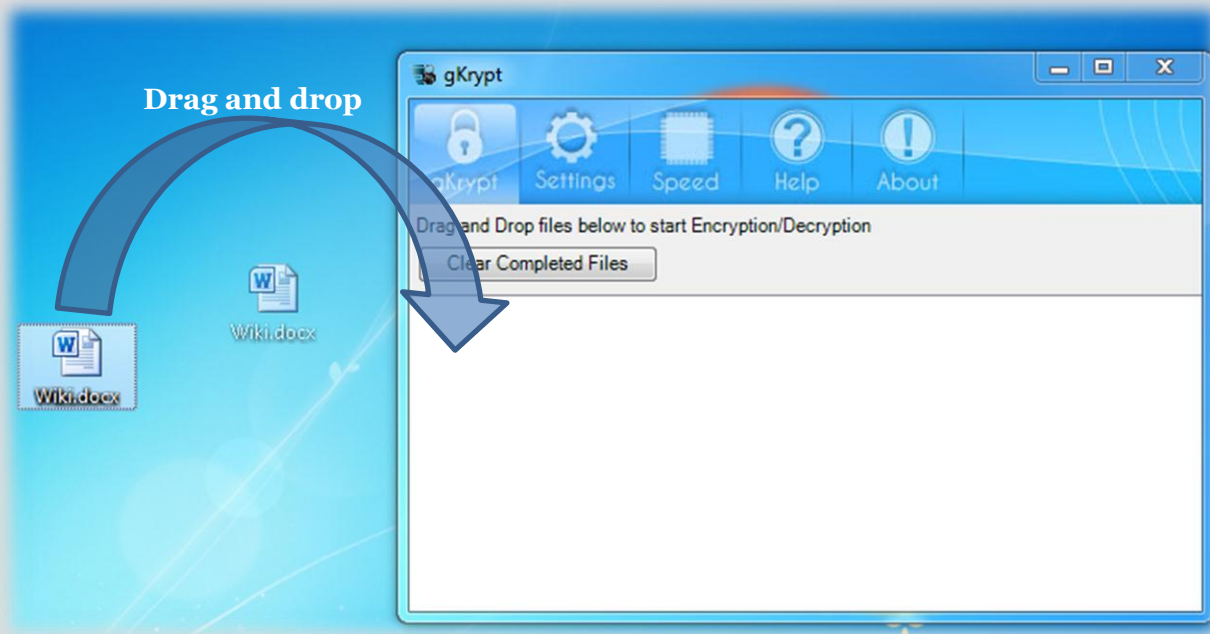 gKrypt
Drag and drop
gKrypt Settings Speed Help About
Drag and Drop files below to start Encryption/Decryption
Clear Completed Files
Wiki.docx
Wiki.docx